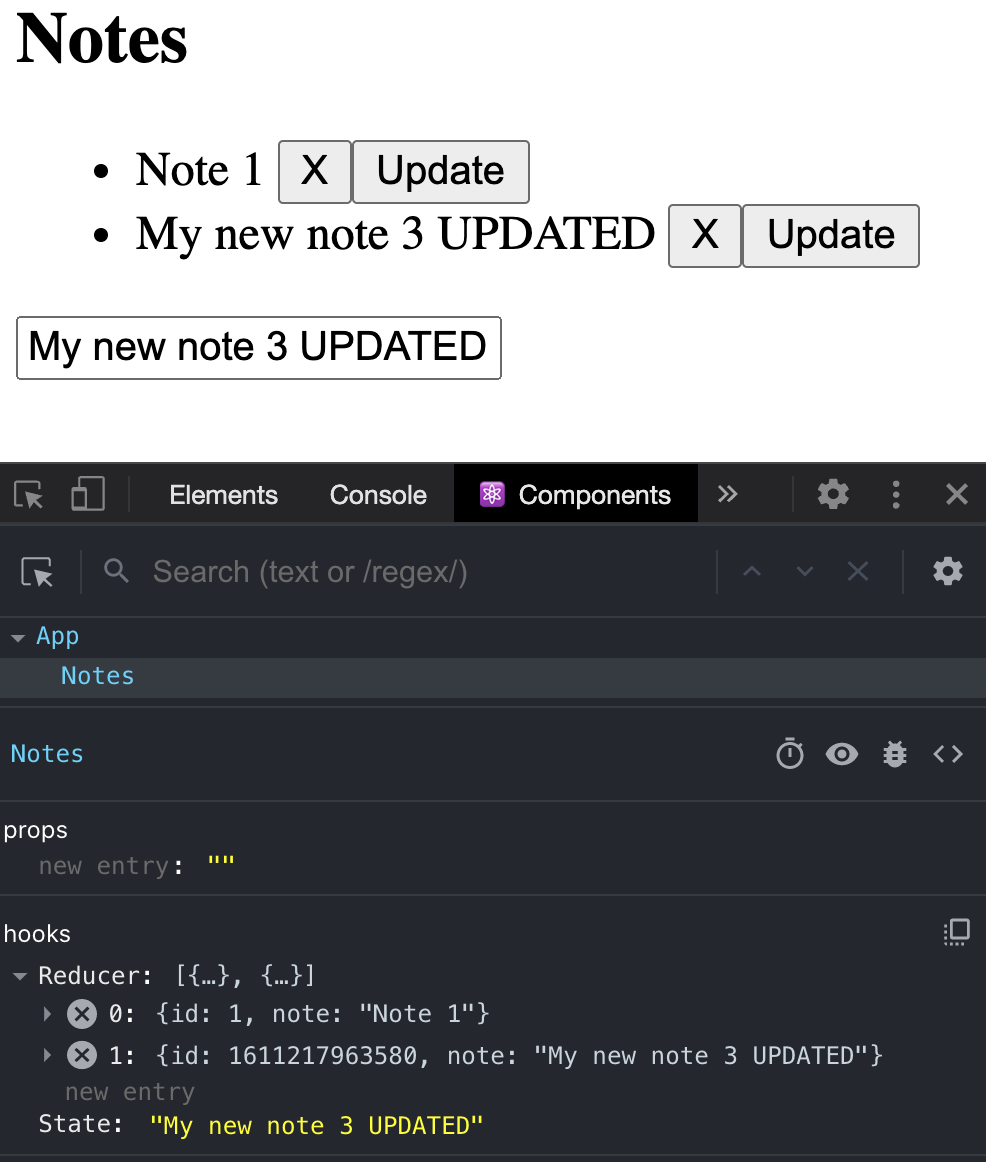 Notes
Note 1 X Update
My new note 3 UPDATED X Update
My new note 3 UPDATED
Elements Console Components
Search (text or /regex/)
App
Notes
Notes
props
new entry: ""
hooks
Reducer: [{…}, {…}]
0: {id: 1, note: "Note 1"}
1: {id: 1611217963580, note: "My new note 3 UPDATED"}
new entry
State: "My new note 3 UPDATED"